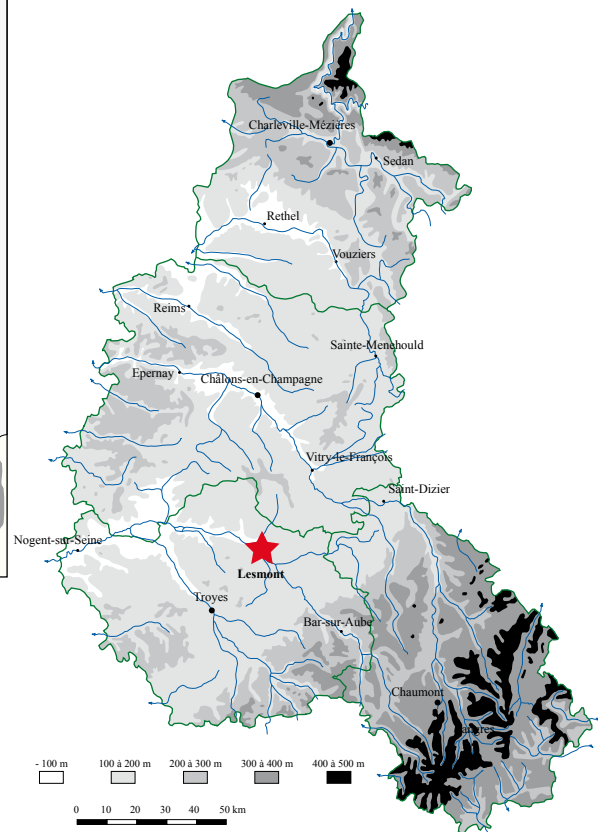 Charleville-Mézières
Sedan
Rethel
Vouziers
Reims
Sainte-Menehould
Epernay
Châlons-en-Champagne
Vitry-le-François
Saint-Dizier
Nogent-sur-Seine
Lesmont
Troyes
Bar-sur-Aube
Chaumont
Langres
- 100 m 100 à 200 m 200 à 300 m 300 à 400 m 400 à 500 m
0 10 20 30 40 50 km